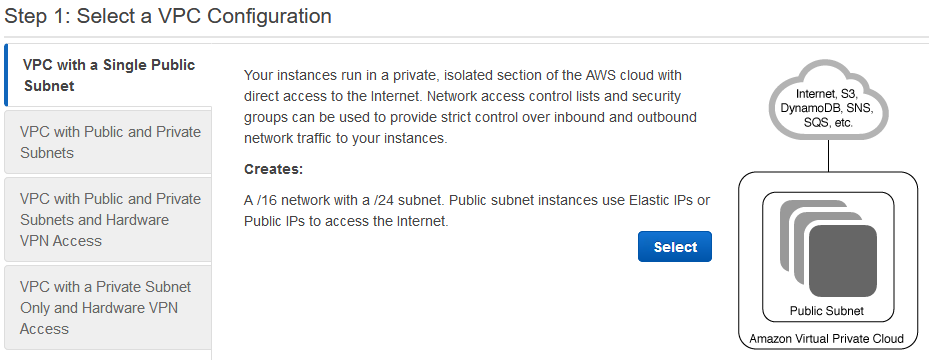 Step 1: Select a VPC Configuration
VPC with a Single Public
Subnet
VPC with Public and Private
Subnets
VPC with Public and Private
Subnets and Hardware
VPN Access
VPC with a Private Subnet
Only and Hardware VPN
Access
Your instances run in a private, isolated section of the AWS cloud with
direct access to the Internet. Network access control lists and security
groups can be used to provide strict control over inbound and outbound
network traffic to your instances.
Creates:
A /16 network with a /24 subnet. Public subnet instances use Elastic IPs or
Public IPs to access the Internet.
Select
Internet, S3,
DynamoDB, SNS,
SQS, etc.
Public Subnet
Amazon Virtual Private Cloud